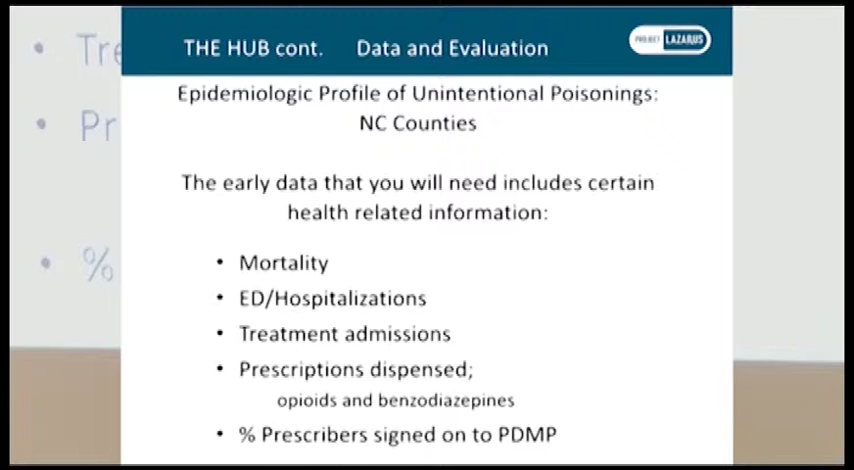 THE HUB cont. Data and Evaluation
PROJECT LAZARUS
Epidemiologic Profile of Unintentional Poisonings:
NC Counties
The early data that you will need includes certain
health related information:
• Tre
• Pr
• %
• Mortality
• ED/Hospitalizations
• Treatment admissions
• Prescriptions dispensed;
opioids and benzodiazepines
• % Prescribers signed on to PDMP